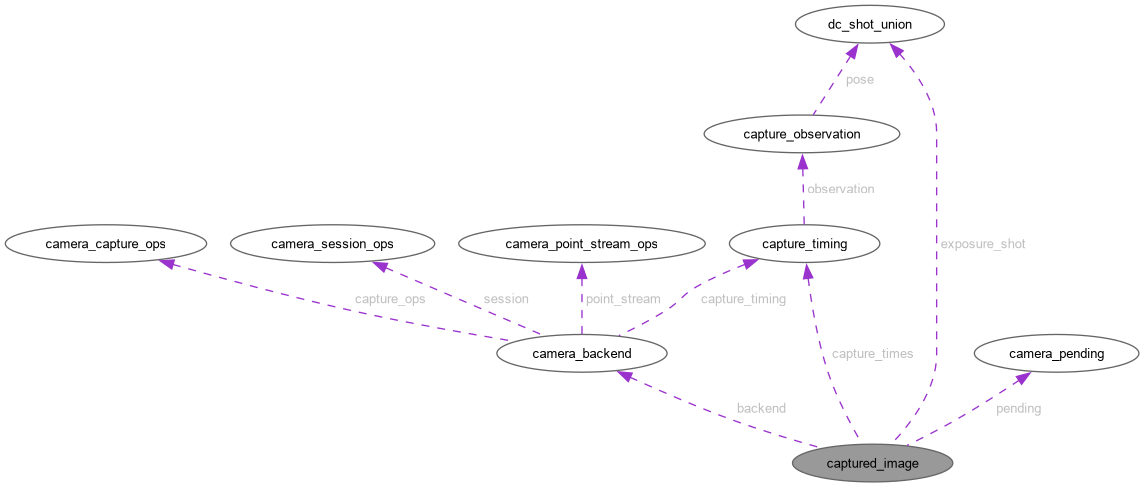 dc_shot_union
pose
capture_observation
observation
exposure_shot
camera_capture_ops
camera_session_ops
camera_point_stream_ops
capture_timing
capture_ops
session
point_stream
capture_timing
camera_backend
capture_times
camera_pending
backend
pending
captured_image